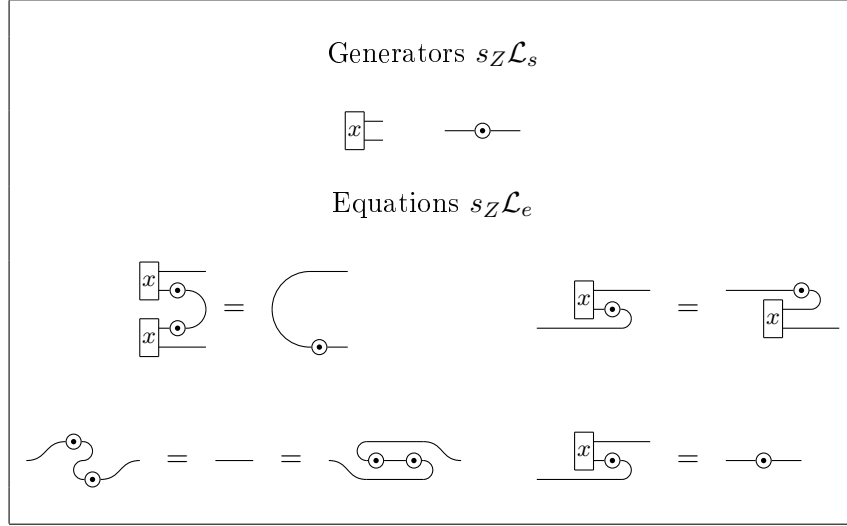 Generators $s_Z\mathcal{L}_s$
x
Equations $s_Z\mathcal{L}_e$
x
x
=
x
=
x
=
=
x
=